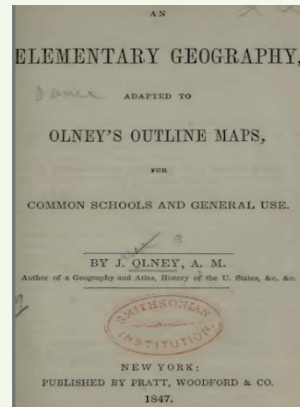 AN
ELEMENTARY GEOGRAPHY,
ADAPTED TO
OLNEY'S OUTLINE MAPS,
FOR
COMMON SCHOOLS AND GENERAL USE.
BY J. OLNEY, A. M.
Author of a Geography and Atlas, History of the U. States, &c. &c.
SMITHSONIAN
INSTITUTION
NEW YORK:
PUBLISHED BY PRATT, WOODFORD & CO.
1847.